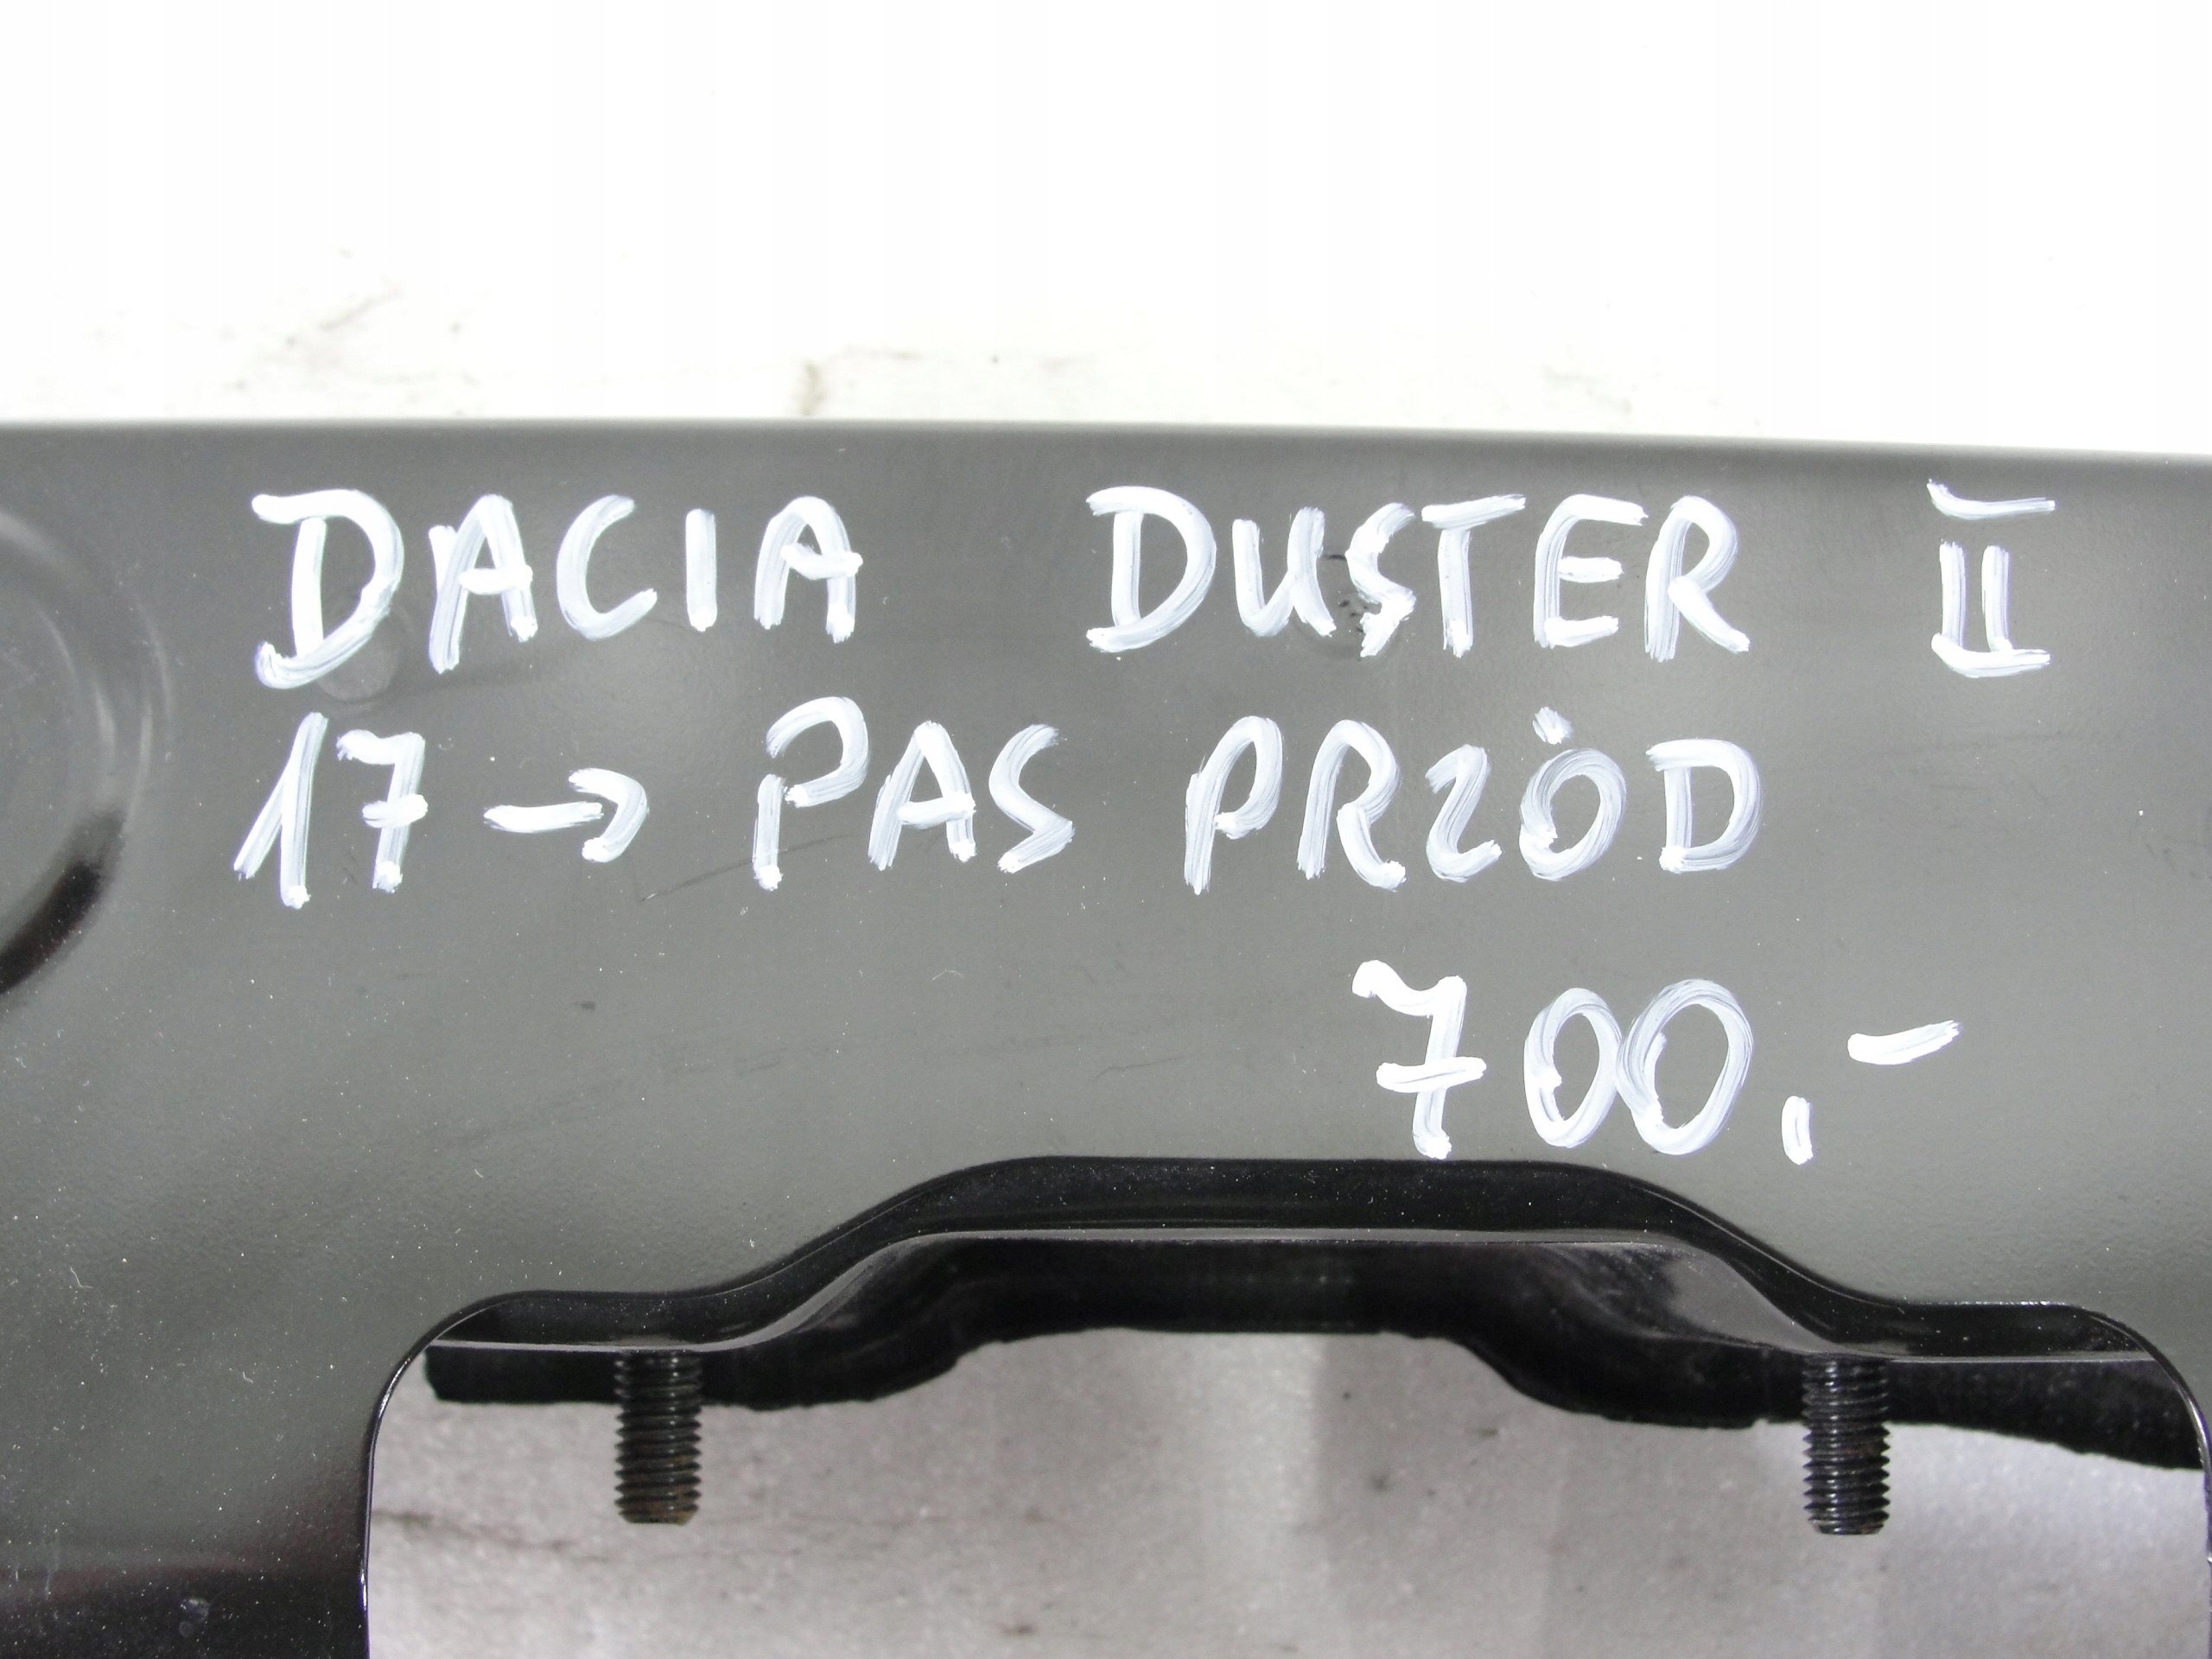 DACIA DUSTER II
17→ PAS PRZÓD
700.-